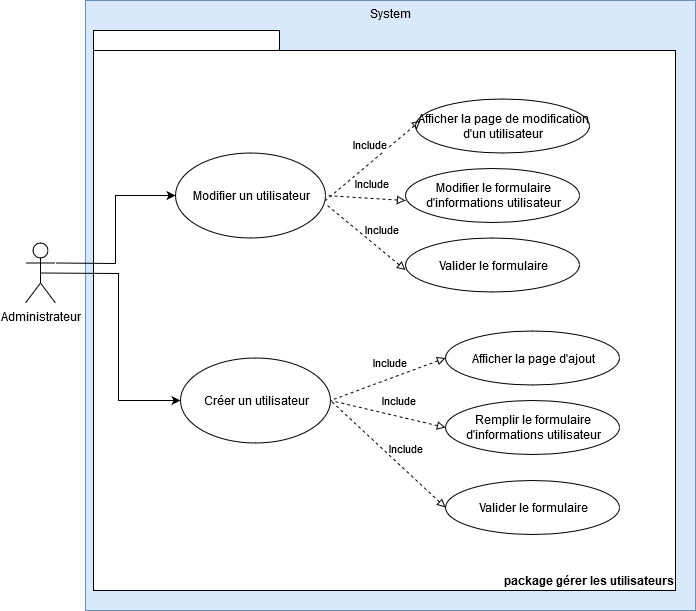 System
Afficher la page de modification
d'un utilisateur
Include
Include
Modifier un utilisateur
Modifier le formulaire
d'informations utilisateur
Include
Valider le formulaire
Administrateur
Include
Afficher la page d'ajout
Créer un utilisateur
Include
Remplir le formulaire
d'informations utilisateur
Include
Valider le formulaire
package gérer les utilisateurs